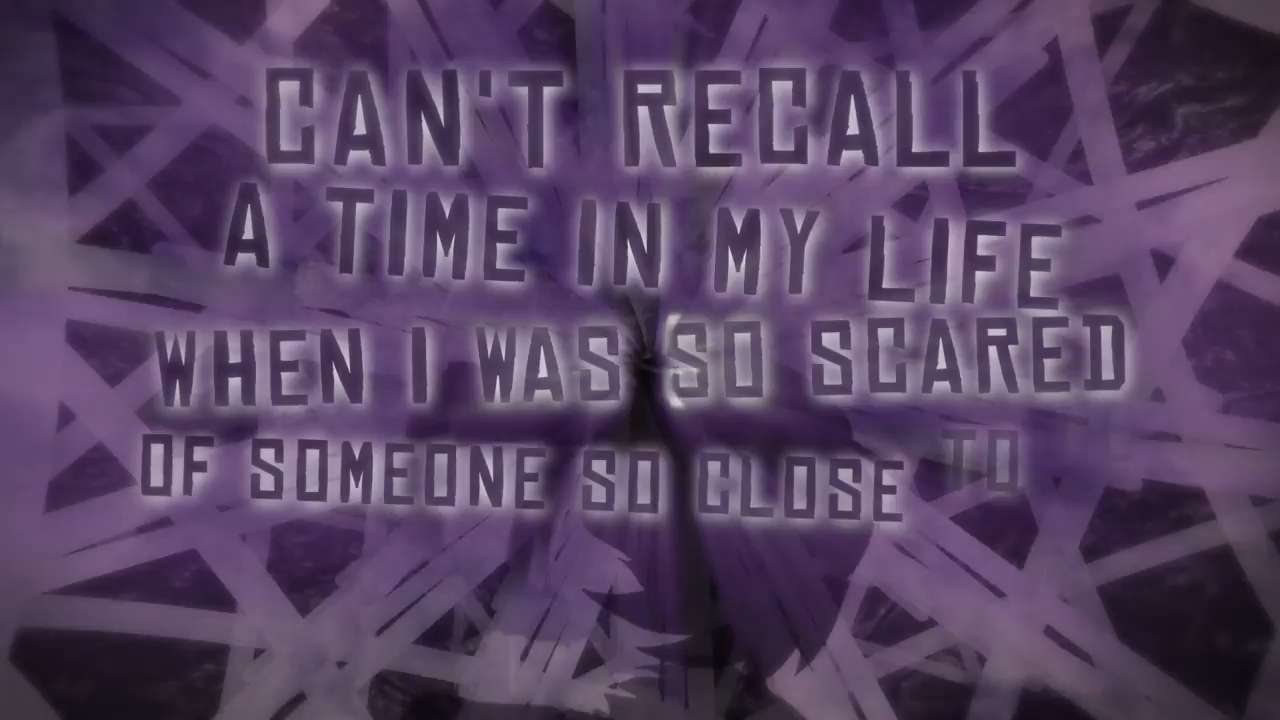 CAN'T RECALL
A TIME IN MY LIFE
WHEN I WAS SO SCARED
OF SOMEONE SO CLOSE TO